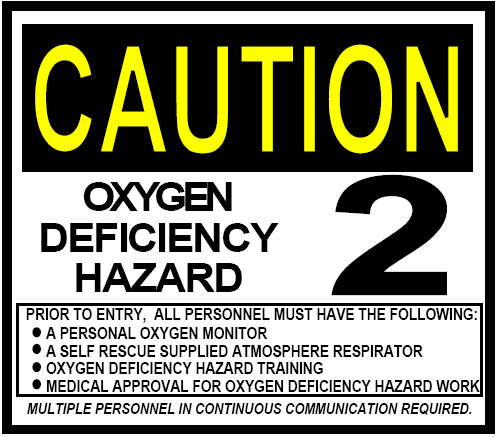 CAUTION
OXYGEN
DEFICIENCY
HAZARD
2
PRIOR TO ENTRY, ALL PERSONNEL MUST HAVE THE FOLLOWING:
● A PERSONAL OXYGEN MONITOR
● A SELF RESCUE SUPPLIED ATMOSPHERE RESPIRATOR
● OXYGEN DEFICIENCY HAZARD TRAINING
● MEDICAL APPROVAL FOR OXYGEN DEFICIENCY HAZARD WORK
MULTIPLE PERSONNEL IN CONTINUOUS COMMUNICATION REQUIRED.